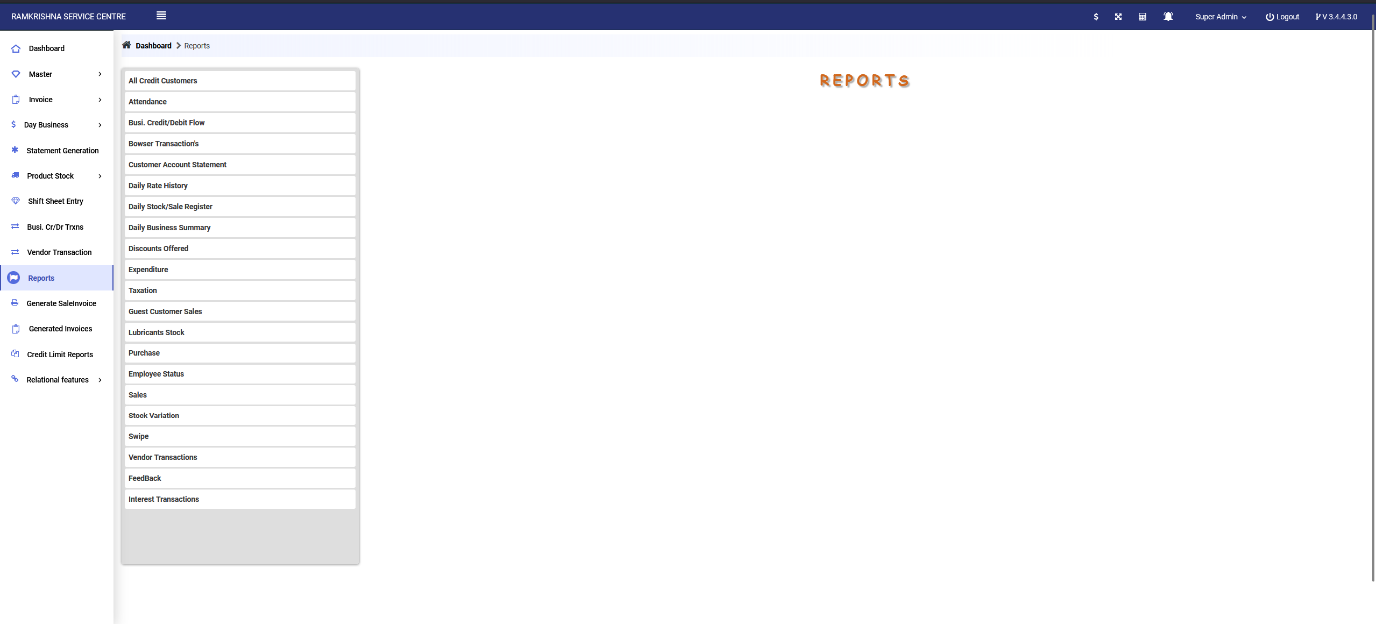 RAMKRISHNA SERVICE CENTRE
Super Admin
Logout
V 3.4.4.3.0
Dashboard
Master
Invoice
Day Business
Statement Generation
Product Stock
Shift Sheet Entry
Busi. Cr/Dr Trxns
Vendor Transaction
Reports
Generate SaleInvoice
Generated Invoices
Credit Limit Reports
Relational features
Dashboard > Reports
All Credit Customers
Attendance
Busi. Credit/Debit Flow
Bowser Transaction's
Customer Account Statement
Daily Rate History
Daily Stock/Sale Register
Daily Business Summary
Discounts Offered
Expenditure
Taxation
Guest Customer Sales
Lubricants Stock
Purchase
Employee Status
Sales
Stock Variation
Swipe
Vendor Transactions
FeedBack
Interest Transactions
REPORTS